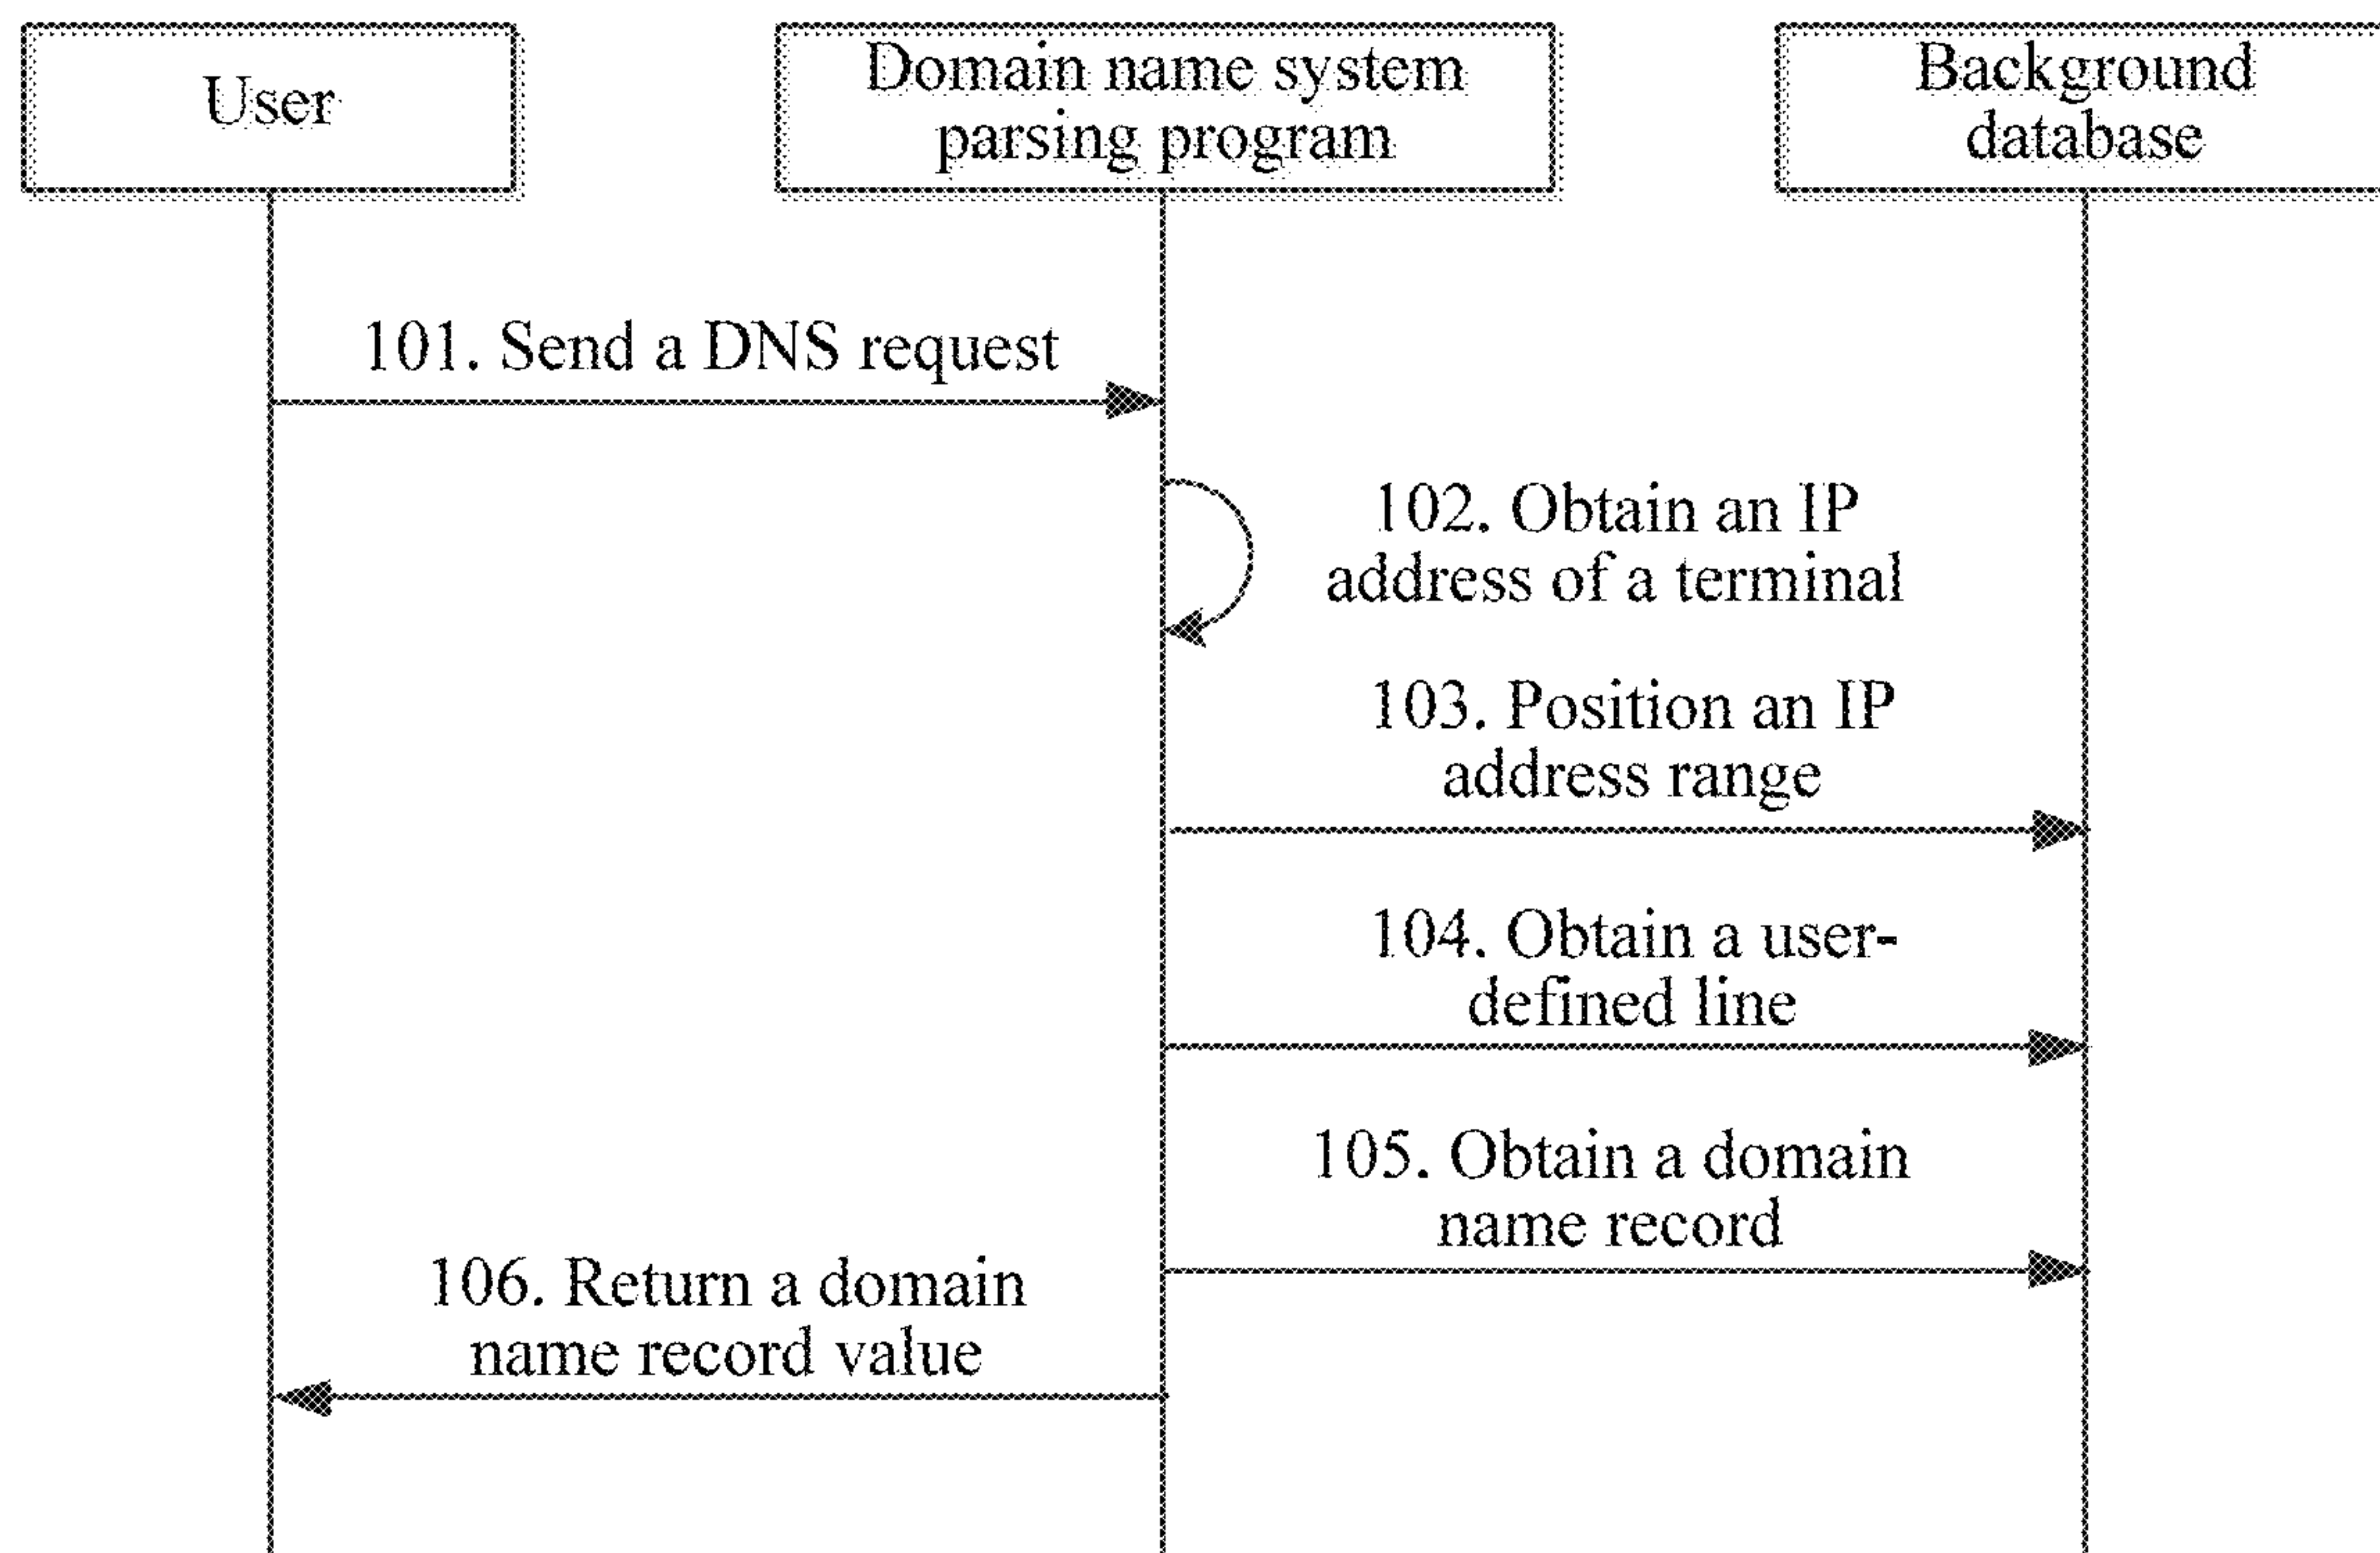 User
Domain name system
parsing program
Background
database
101. Send a DNS request
102. Obtain an IP
address of a terminal
103. Position an IP
address range
104. Obtain a user-
defined line
105. Obtain a domain
name record
106. Return a domain
name record value